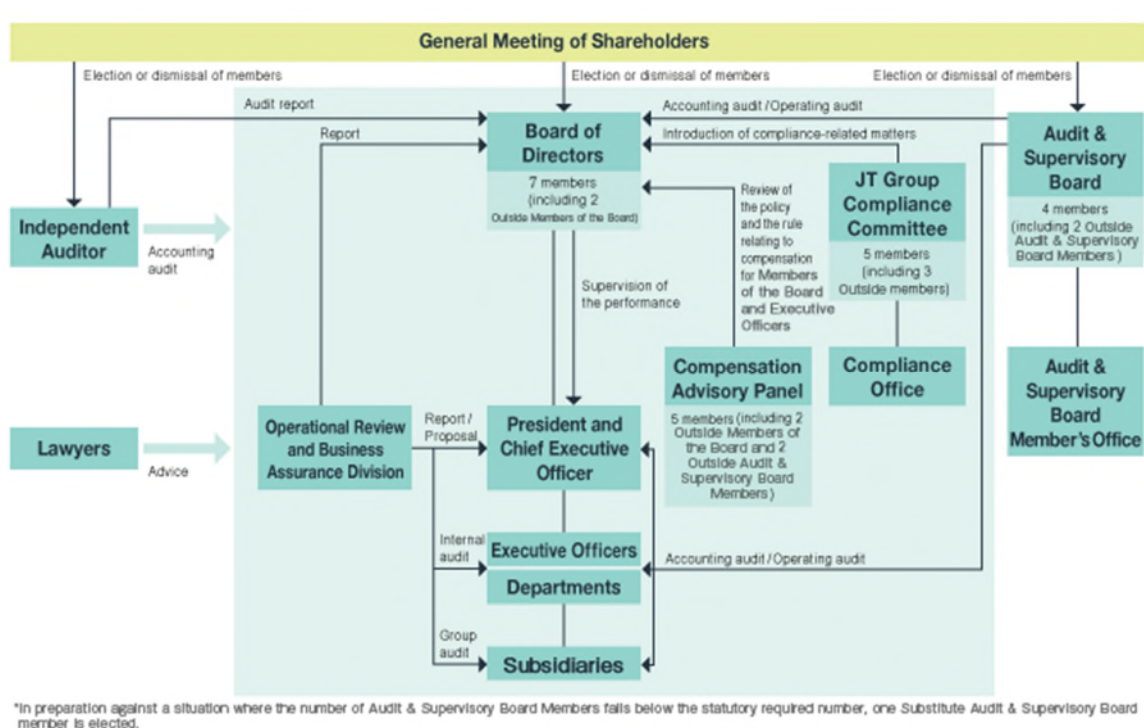 General Meeting of Shareholders
Election or dismissal of members
Election or dismissal of members
Election or dismissal of members
Audit report
Accounting audit/Operating audit
Report
Introduction of compliance-related matters
Board of
Directors
7 members
(including 2
Outside Members of the Board)
Audit &
Supervisory
Board
4 members
(including 2 Outside
Audit & Supervisory
Board Members)
JT Group
Compliance
Committee
5 members
(including 3
Outside members)
Review of
the policy
and the rule
relating to
compensation
for Members
of the Board
and Executive
Officers
Independent
Auditor
Accounting
audit
Supervision of
the performance
Compensation
Advisory Panel
5 members (including 2
Outside Members of
the Board and 2
Outside Audit &
Supervisory Board
Members)
Compliance
Office
Audit &
Supervisory
Board
Member's Office
Lawyers
Advice
Operational Review
and Business
Assurance Division
Report /
Proposal
President and
Chief Executive
Officer
Internal
audit
Executive Officers
Departments
Accounting audit/Operating audit
Group
audit
Subsidiaries
*In preparation against a situation where the number of Audit & Supervisory Board Members falls below the statutory required number, one Substitute Audit & Supervisory Board
member is elected.